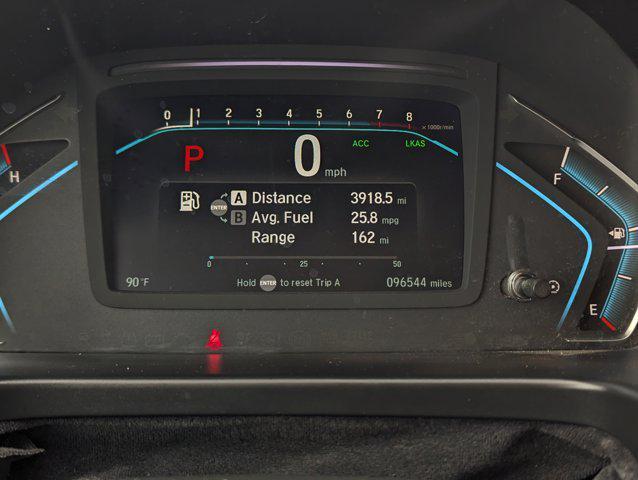 0 1 2 3 4 5 6 7 8
×1000r/min
ACC LKAS
P 0 mph
H
F
A Distance 3918.5 mi
ENTER
B Avg. Fuel 25.8 mpg
Range 162 mi
0 25 50
90°F Hold ENTER to reset Trip A 096544 miles
E